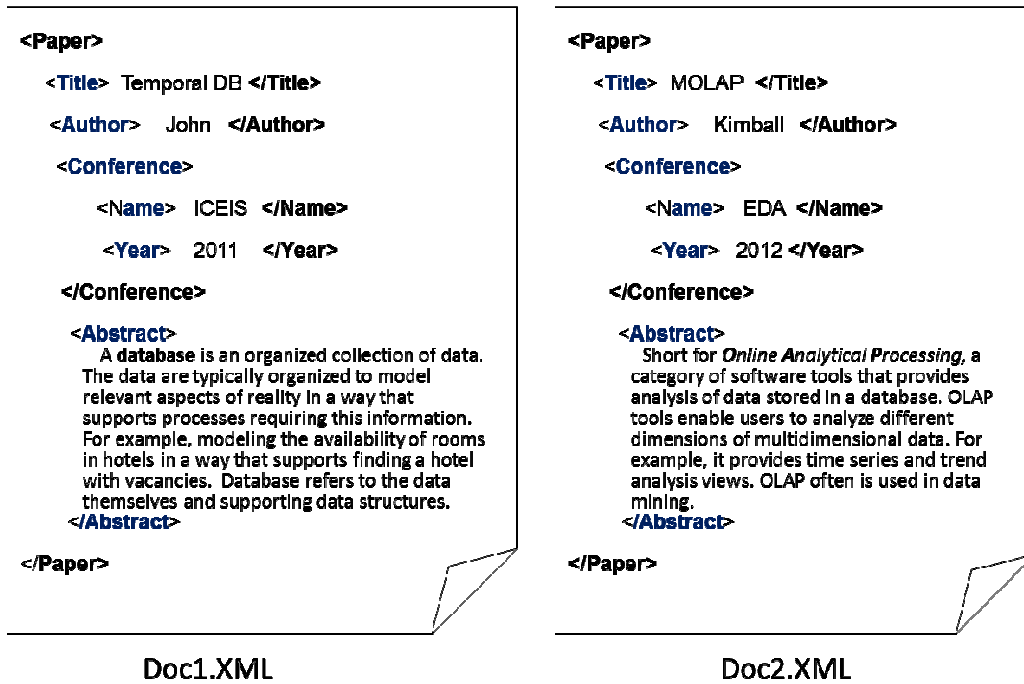 <Paper>
<Title> Temporal DB </Title>
<Author> John </Author>
<Conference>
<Name> ICEIS </Name>
<Year> 2011 </Year>
</Conference>
<Abstract>
A database is an organized collection of data.
The data are typically organized to model
relevant aspects of reality in a way that
supports processes requiring this information.
For example, modeling the availability of rooms
in hotels in a way that supports finding a hotel
with vacancies. Database refers to the data
themselves and supporting data structures.
</Abstract>
</Paper>
Doc1.XML
<Paper>
<Title> MOLAP </Title>
<Author> Kimball </Author>
<Conference>
<Name> EDA </Name>
<Year> 2012 </Year>
</Conference>
<Abstract>
Short for Online Analytical Processing, a
category of software tools that provides
analysis of data stored in a database. OLAP
tools enable users to analyze different
dimensions of multidimensional data. For
example, it provides time series and trend
analysis views. OLAP often is used in data
mining.
</Abstract>
</Paper>
Doc2.XML